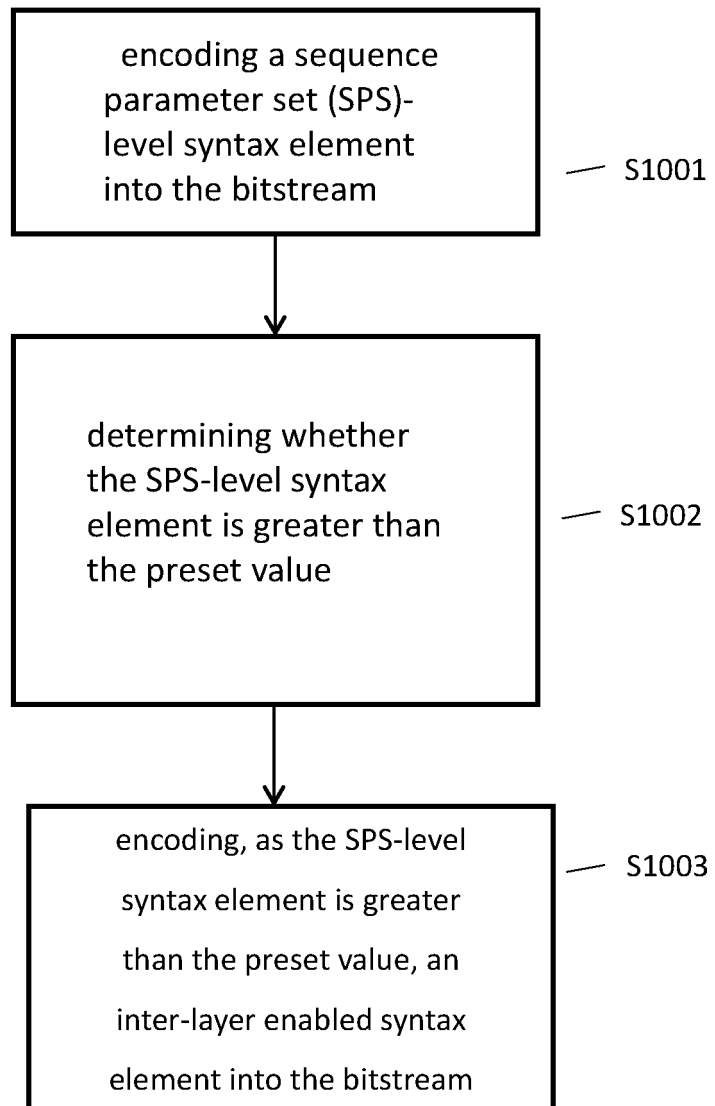 encoding a sequence
parameter set (SPS)-
level syntax element
into the bitstream
S1001
determining whether
the SPS-level syntax
element is greater than
the preset value
S1002
encoding, as the SPS-level
syntax element is greater
than the preset value, an
inter-layer enabled syntax
element into the bitstream
S1003